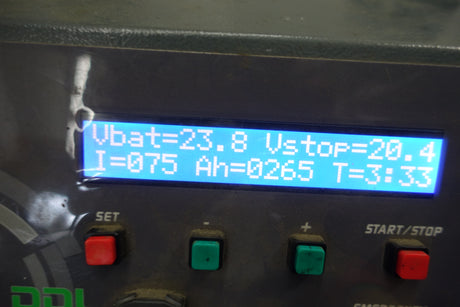 Vbat=23.8 Vstop=20.4
I=075 Ah=0265 T=3:33
SET - + START/STOP